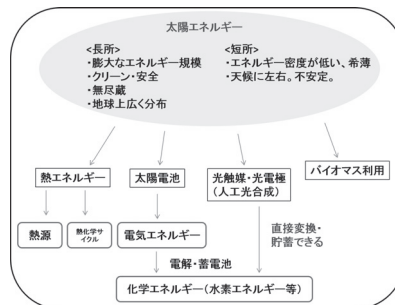 太陽エネルギー
<長所>
・膨大なエネルギー規模
・クリーン・安全
・無尽蔵
・地球上広く分布
<短所>
・エネルギー密度が低い、希薄
・天候に左右。不安定。
熱エネルギー
太陽電池
光触媒・光電極
(人工光合成)
バイオマス利用
熱源
熱化学サ
イクル
電気エネルギー
直接変換・
貯蓄できる
電解・蓄電池
化学エネルギー(水素エネルギー等)